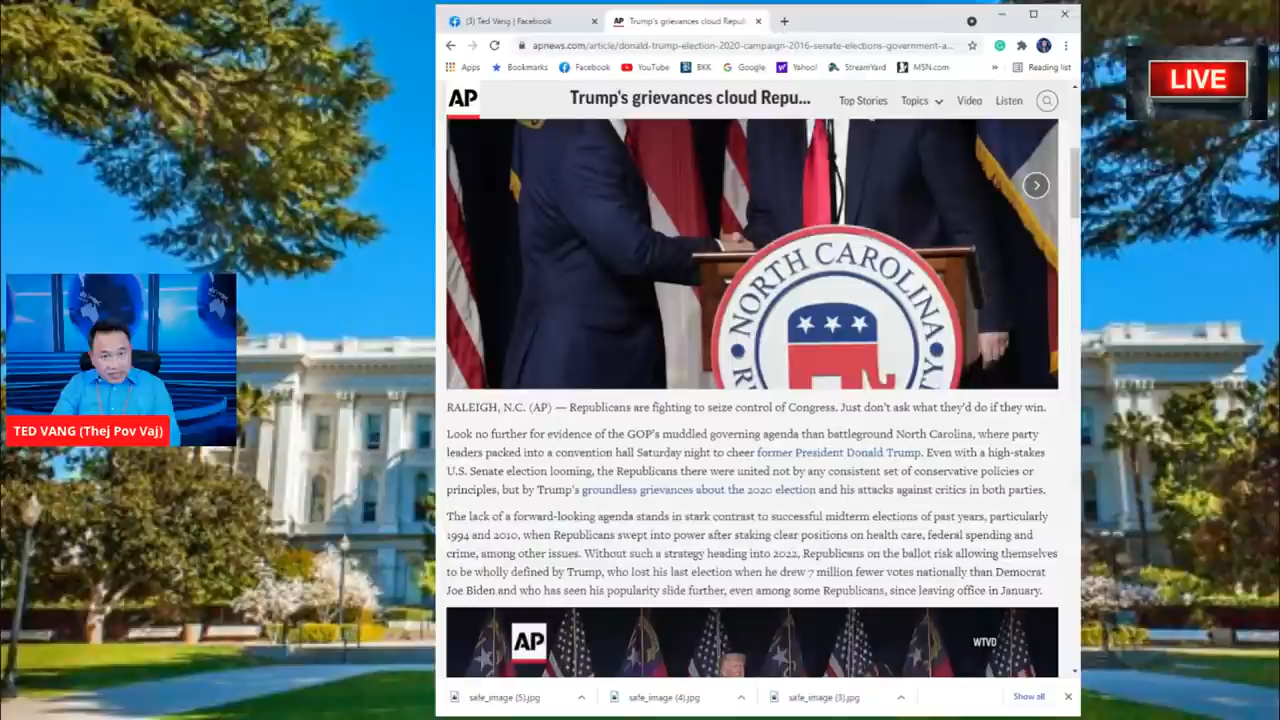 (3) Ted Vang | Facebook
Trump's grievances cloud Republ
apnews.com/article/donald-trump-election-2020-campaign-2016-senate-elections-government-a...
Apps
Bookmarks
Facebook
YouTube
BKK
Google
Yahoo!
StreamYard
MSN.com
»
Reading list
AP
Trump's grievances cloud Repu...
Top Stories
Topics
Video
Listen
LIVE
NORTH CAROLINA
TED VANG (Thej Pov Vaj)
RALEIGH, N.C. (AP) — Republicans are fighting to seize control of Congress. Just don't ask what they'd do if they win.
Look no further for evidence of the GOP's muddled governing agenda than battleground North Carolina, where party
leaders packed into a convention hall Saturday night to cheer former President Donald Trump. Even with a high-stakes
U.S. Senate election looming, the Republicans there were united not by any consistent set of conservative policies or
principles, but by Trump's groundless grievances about the 2020 election and his attacks against critics in both parties.
The lack of a forward-looking agenda stands in stark contrast to successful midterm elections of past years, particularly
1994 and 2010, when Republicans swept into power after staking clear positions on health care, federal spending and
crime, among other issues. Without such a strategy heading into 2022, Republicans on the ballot risk allowing themselves
to be wholly defined by Trump, who lost his last election when he drew 7 million fewer votes nationally than Democrat
Joe Biden and who has seen his popularity slide further, even among some Republicans, since leaving office in January.
AP
WTVD
safe_image (5).jpg
safe_image (4).jpg
safe_image (3).jpg
Show all